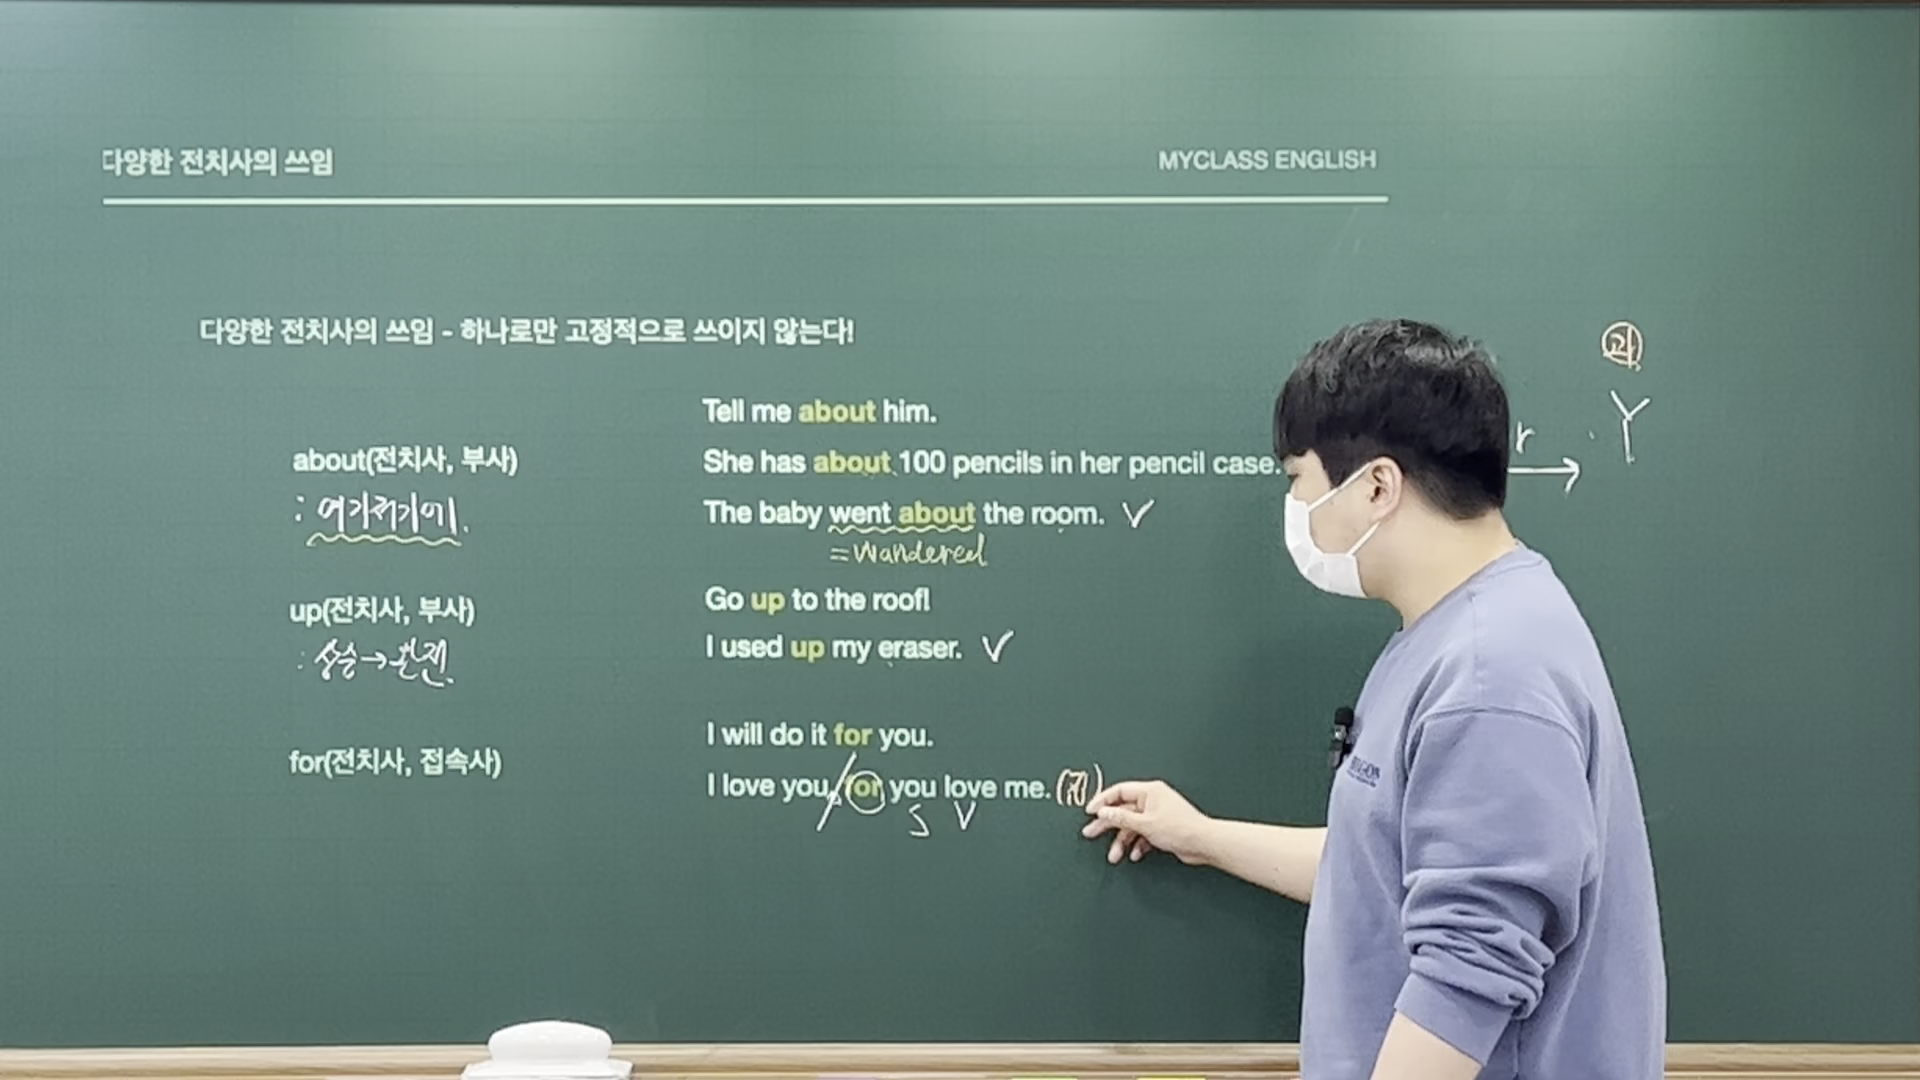 다양한 전치사의 쓰임
MYCLASS ENGLISH
다양한 전치사의 쓰임 - 하나로만 고정적으로 쓰이지 않는다!
about(전치사, 부사)
: 여기저기에.
up(전치사, 부사)
: 상승→완전.
for(전치사, 접속사)
Tell me about him.
She has about 100 pencils in her pencil case.
The baby went about the room. V
=wandered
Go up to the roof!
I used up my eraser. V
I will do it for you.
I love you, for you love me.
S V
r
과
Y